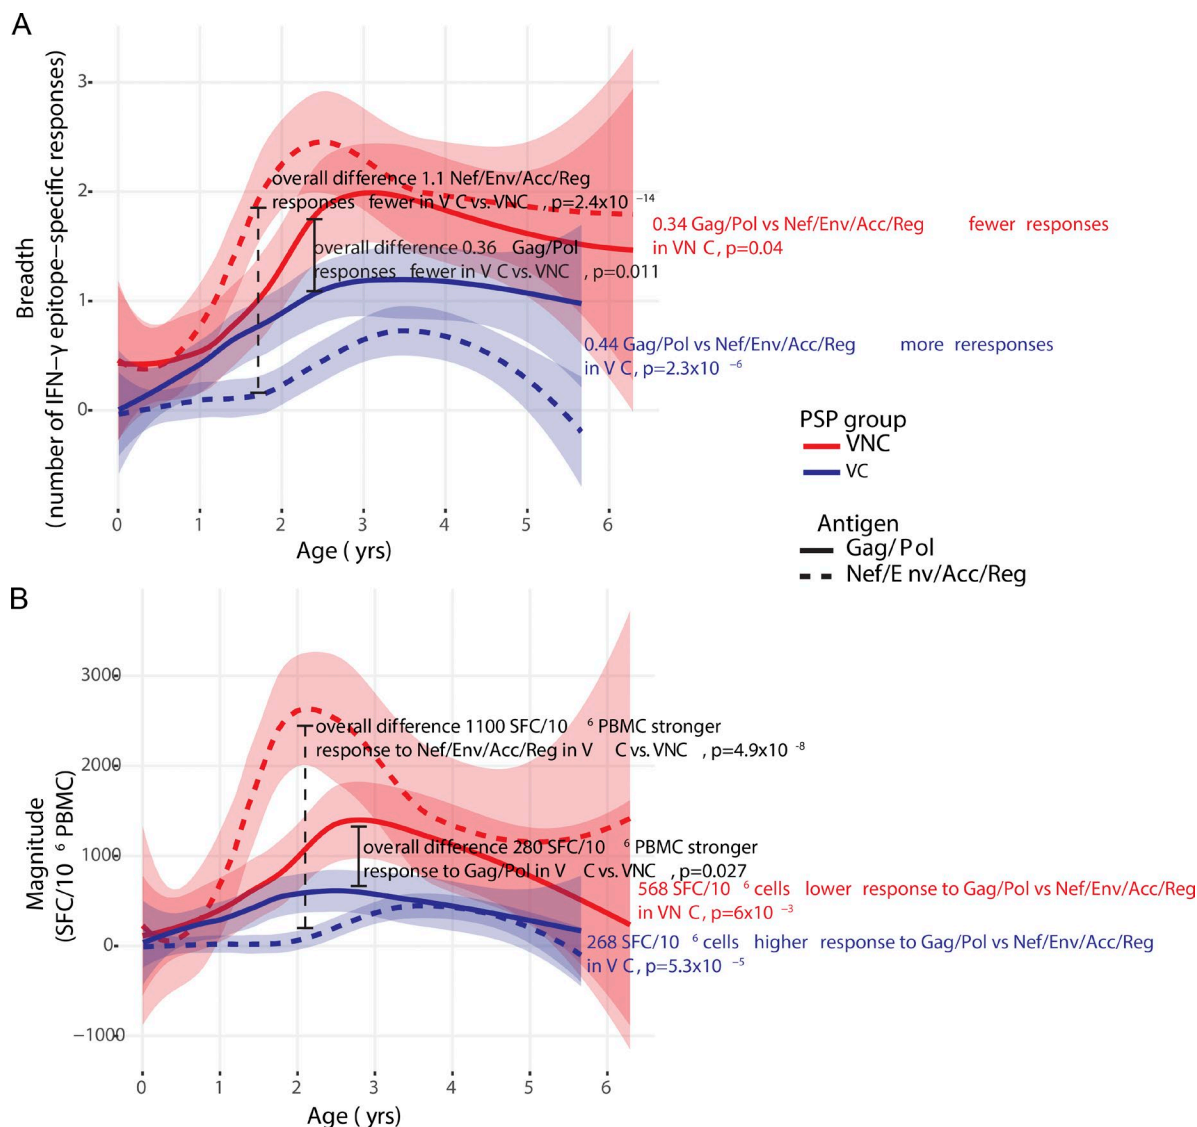 A
Breadth
(number of IFN−γ epitope−specific responses)
3
2
1
0
overall difference 1.1 Nef/Env/Acc/Reg
responses fewer in V C vs. VNC , p=2.4x10 −14
overall difference 0.36 Gag/Pol
responses fewer in V C vs. VNC , p=0.011
0.34 Gag/Pol vs Nef/Env/Acc/Reg fewer responses
in VN C, p=0.04
0.44 Gag/Pol vs Nef/Env/Acc/Reg more reresponses
in V C, p=2.3x10 −6
0 1 2 3 4 5 6
Age ( yrs)
PSP group
VNC
VC
Antigen
Gag/Pol
Nef/E nv/Acc/Reg
B
Magnitude
(SFC/10 6 PBMC)
3000
2000
1000
0
−1000
overall difference 1100 SFC/10 6 PBMC stronger
response to Nef/Env/Acc/Reg in V C vs. VNC , p=4.9x10 -8
overall difference 280 SFC/10 6 PBMC stronger
response to Gag/Pol in V C vs. VNC , p=0.027
568 SFC/10 6 cells lower response to Gag/Pol vs Nef/Env/Acc/Reg
in VN C, p=6x10 −3
268 SFC/10 6 cells higher response to Gag/Pol vs Nef/Env/Acc/Reg
in V C, p=5.3x10 −5
0 1 2 3 4 5 6
Age ( yrs)